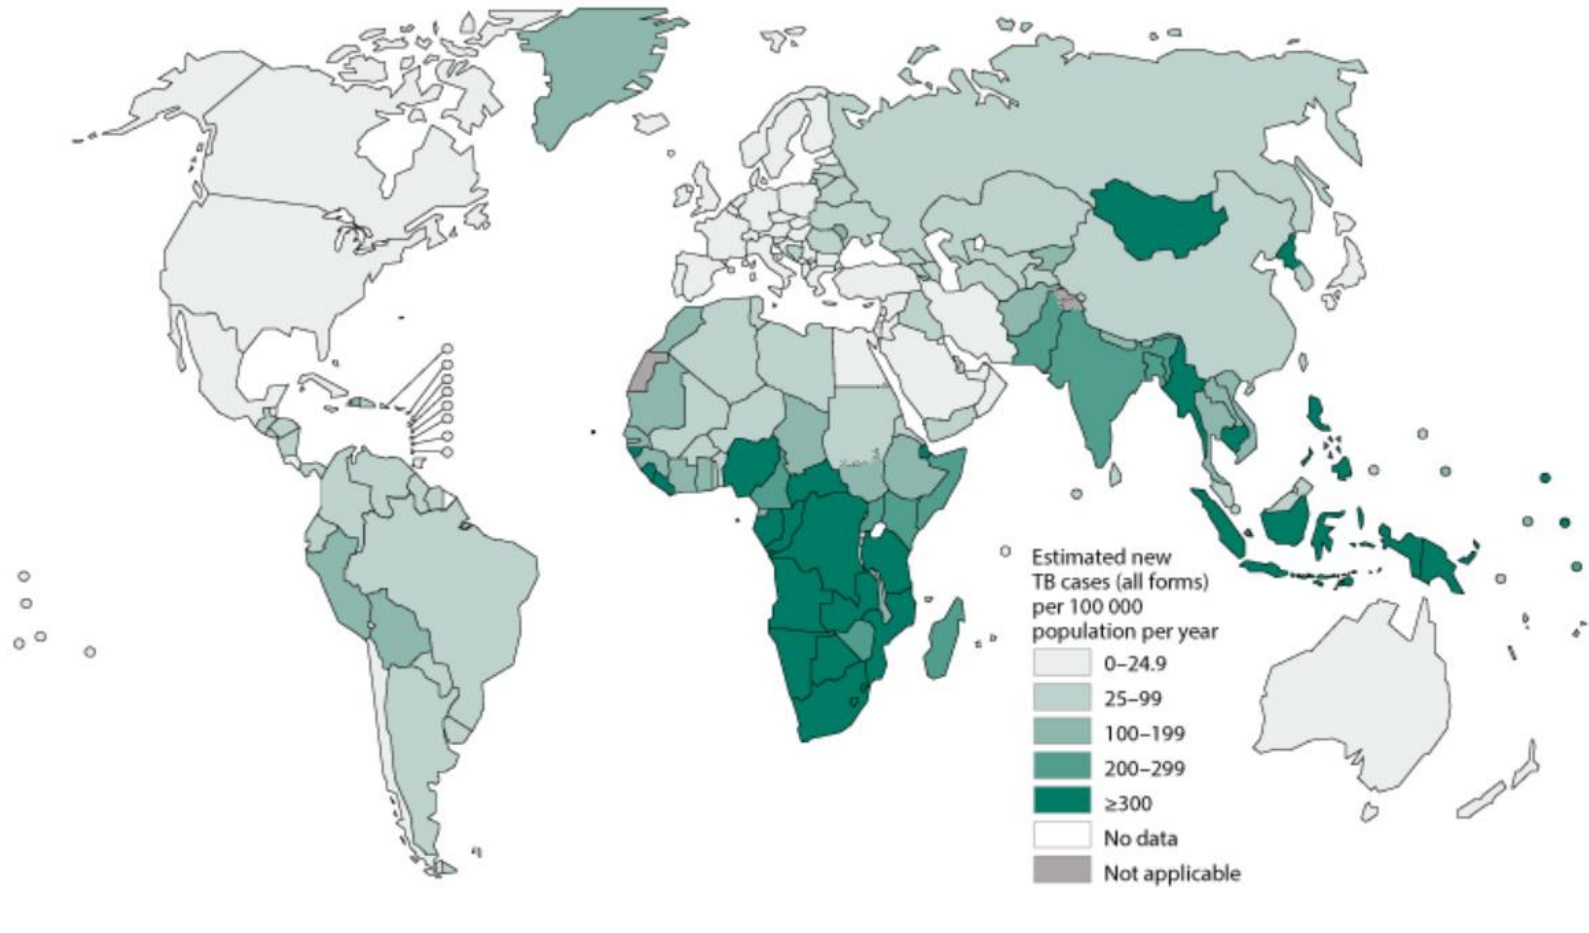 Estimated new
TB cases (all forms)
per 100 000
population per year
0–24.9
25–99
100–199
200–299
≥300
No data
Not applicable